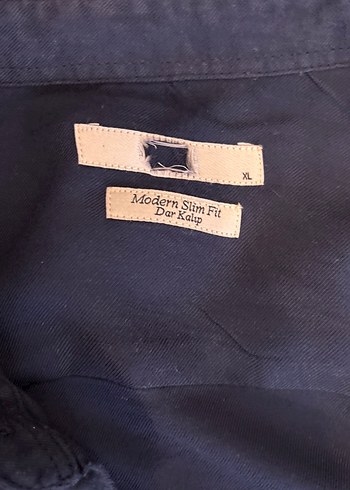 XL
Modern Slim Fit
Dar Kalıp